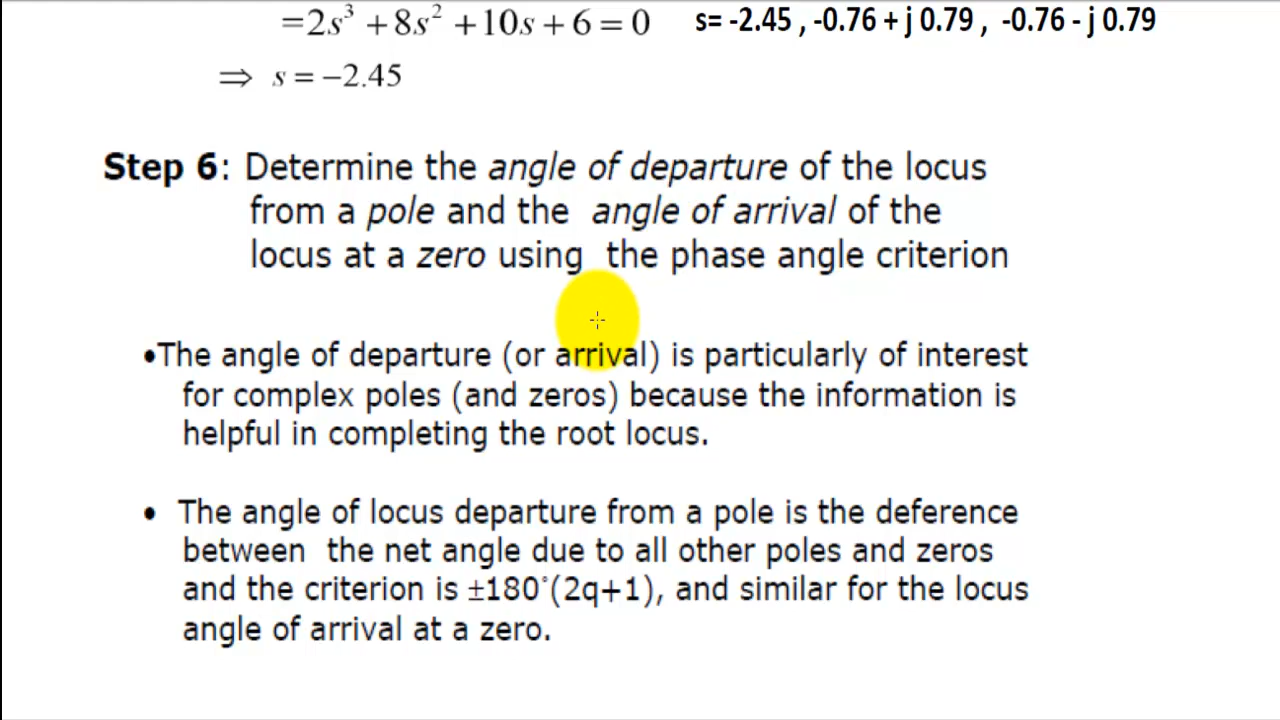 =2s³ +8s² +10s+6=0 s= -2.45 , -0.76 + j 0.79 , -0.76 - j 0.79
⇒ s = −2.45
Step 6: Determine the angle of departure of the locus
from a pole and the angle of arrival of the
locus at a zero using the phase angle criterion
•The angle of departure (or arrival) is particularly of interest
for complex poles (and zeros) because the information is
helpful in completing the root locus.
• The angle of locus departure from a pole is the deference
between the net angle due to all other poles and zeros
and the criterion is ±180°(2q+1), and similar for the locus
angle of arrival at a zero.